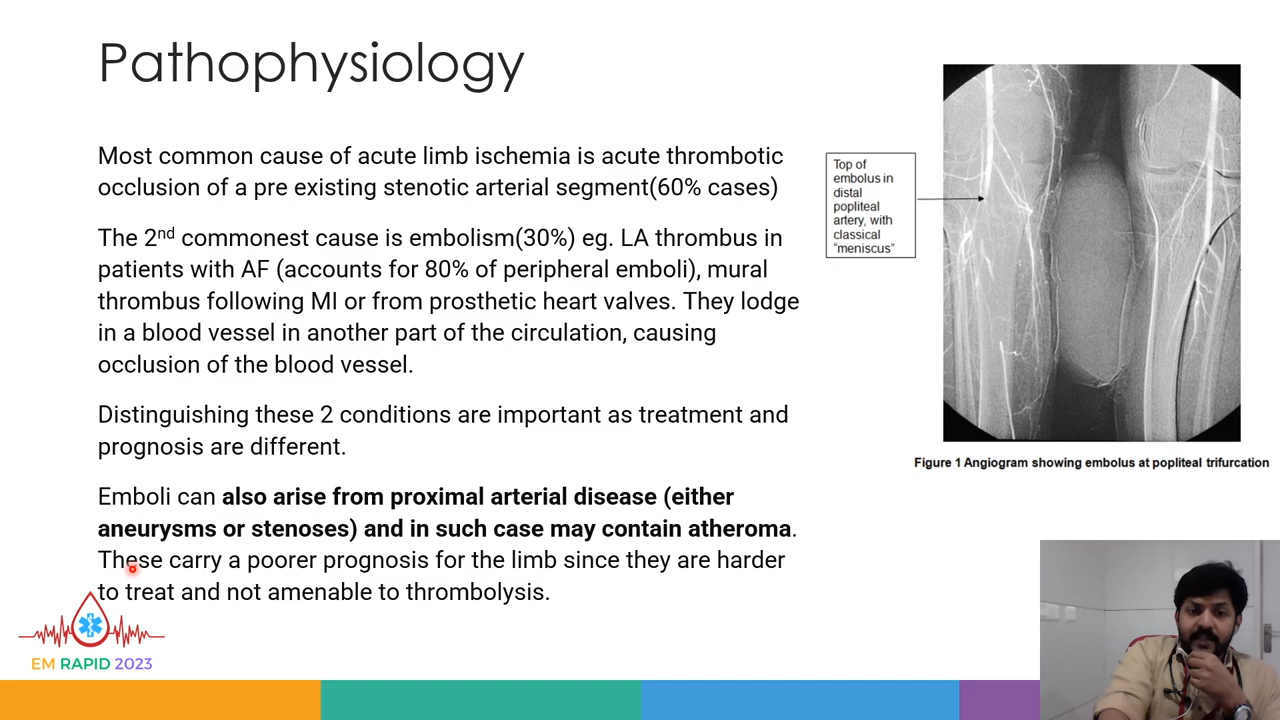 Pathophysiology
Most common cause of acute limb ischemia is acute thrombotic
occlusion of a pre existing stenotic arterial segment(60% cases)
The 2nd commonest cause is embolism(30%) eg. LA thrombus in
patients with AF (accounts for 80% of peripheral emboli), mural
thrombus following MI or from prosthetic heart valves. They lodge
in a blood vessel in another part of the circulation, causing
occlusion of the blood vessel.
Distinguishing these 2 conditions are important as treatment and
prognosis are different.
Emboli can also arise from proximal arterial disease (either
aneurysms or stenoses) and in such case may contain atheroma.
These carry a poorer prognosis for the limb since they are harder
to treat and not amenable to thrombolysis.
Top of
embolus in
distal
popliteal
artery, with
classical
"meniscus"
Figure 1 Angiogram showing embolus at popliteal trifurcation
EM RAPID 2023